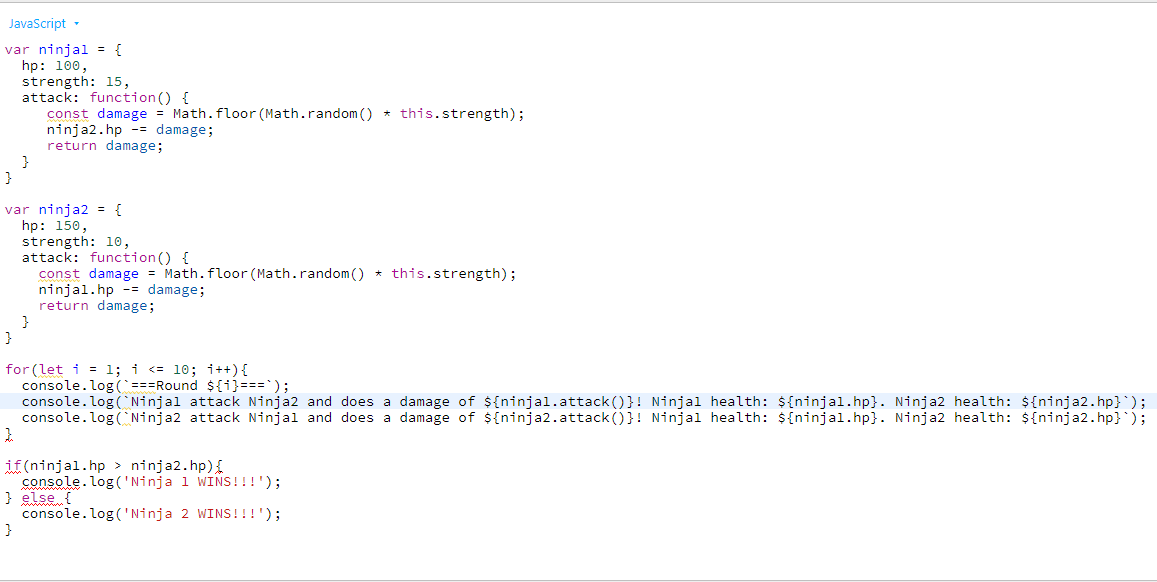 JavaScript
var ninja1 = {
  hp: 100,
  strength: 15,
  attack: function() {
     const damage = Math.floor(Math.random() * this.strength);
     ninja2.hp -= damage;
     return damage;
  }
}

var ninja2 = {
  hp: 150,
  strength: 10,
  attack: function() {
    const damage = Math.floor(Math.random() * this.strength);
    ninja1.hp -= damage;
    return damage;
  }
}

for(let i = 1; i <= 10; i++){
  console.log(`===Round ${i}===`);
  console.log(`Ninja1 attack Ninja2 and does a damage of ${ninja1.attack()}! Ninja1 health: ${ninja1.hp}. Ninja2 health: ${ninja2.hp}`);
  console.log(`Ninja2 attack Ninja1 and does a damage of ${ninja2.attack()}! Ninja1 health: ${ninja1.hp}. Ninja2 health: ${ninja2.hp}`);
}

if(ninja1.hp > ninja2.hp){
  console.log('Ninja 1 WINS!!!');
} else {
  console.log('Ninja 2 WINS!!!');
}